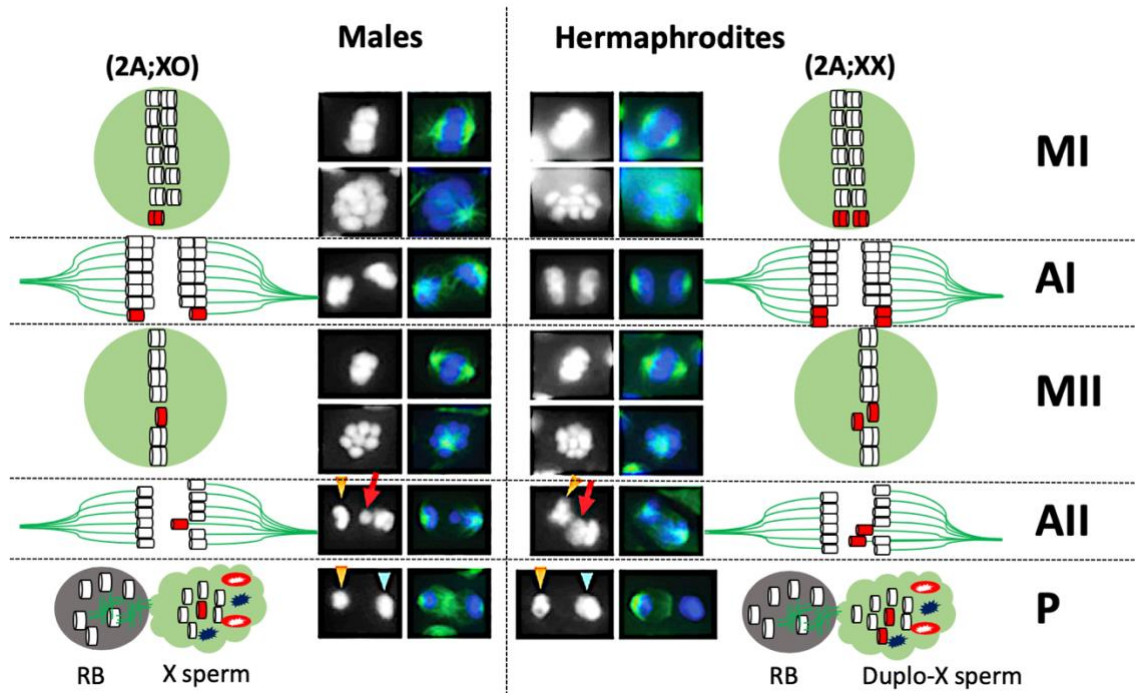 Males
Hermaphrodites
(2A;XO)
(2A;XX)
MI
AI
MII
AII
P
RB
X sperm
RB
Duplo-X sperm